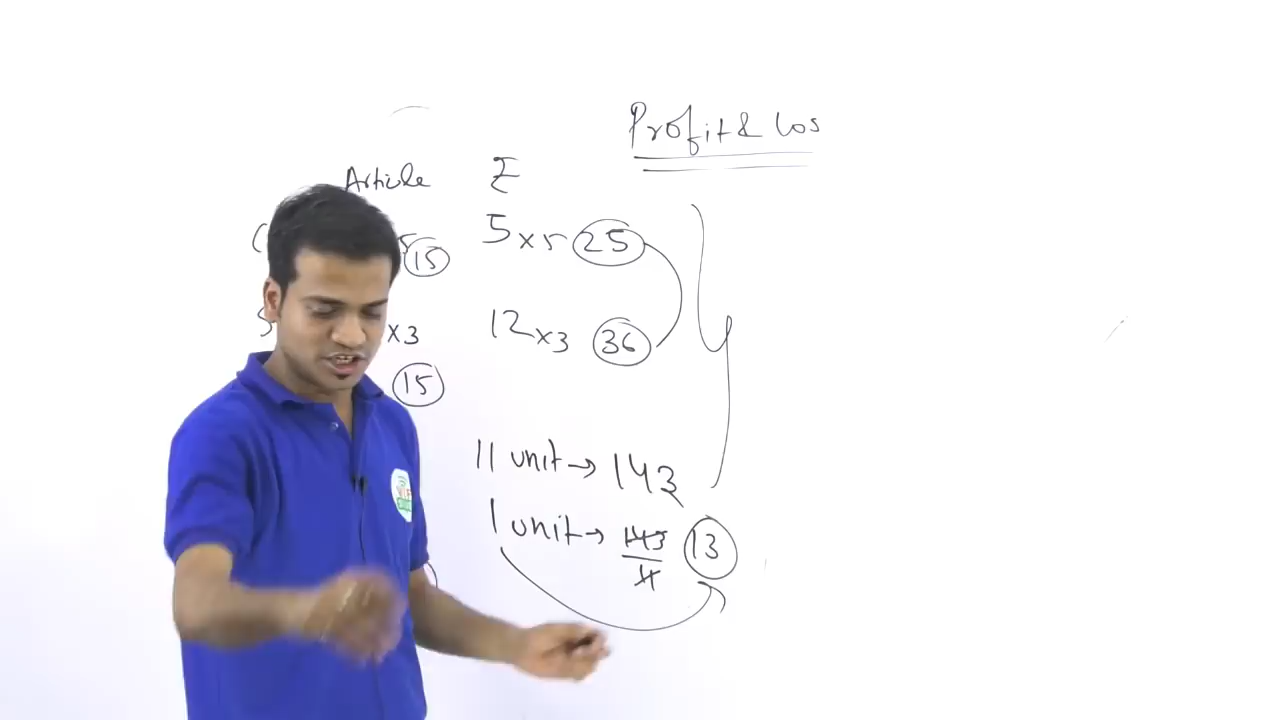 Profit & Los
Article ₹
15 5 x 5 25
x3 12 x 3 36
15
11 unit → 143
1 unit → 143/11 13